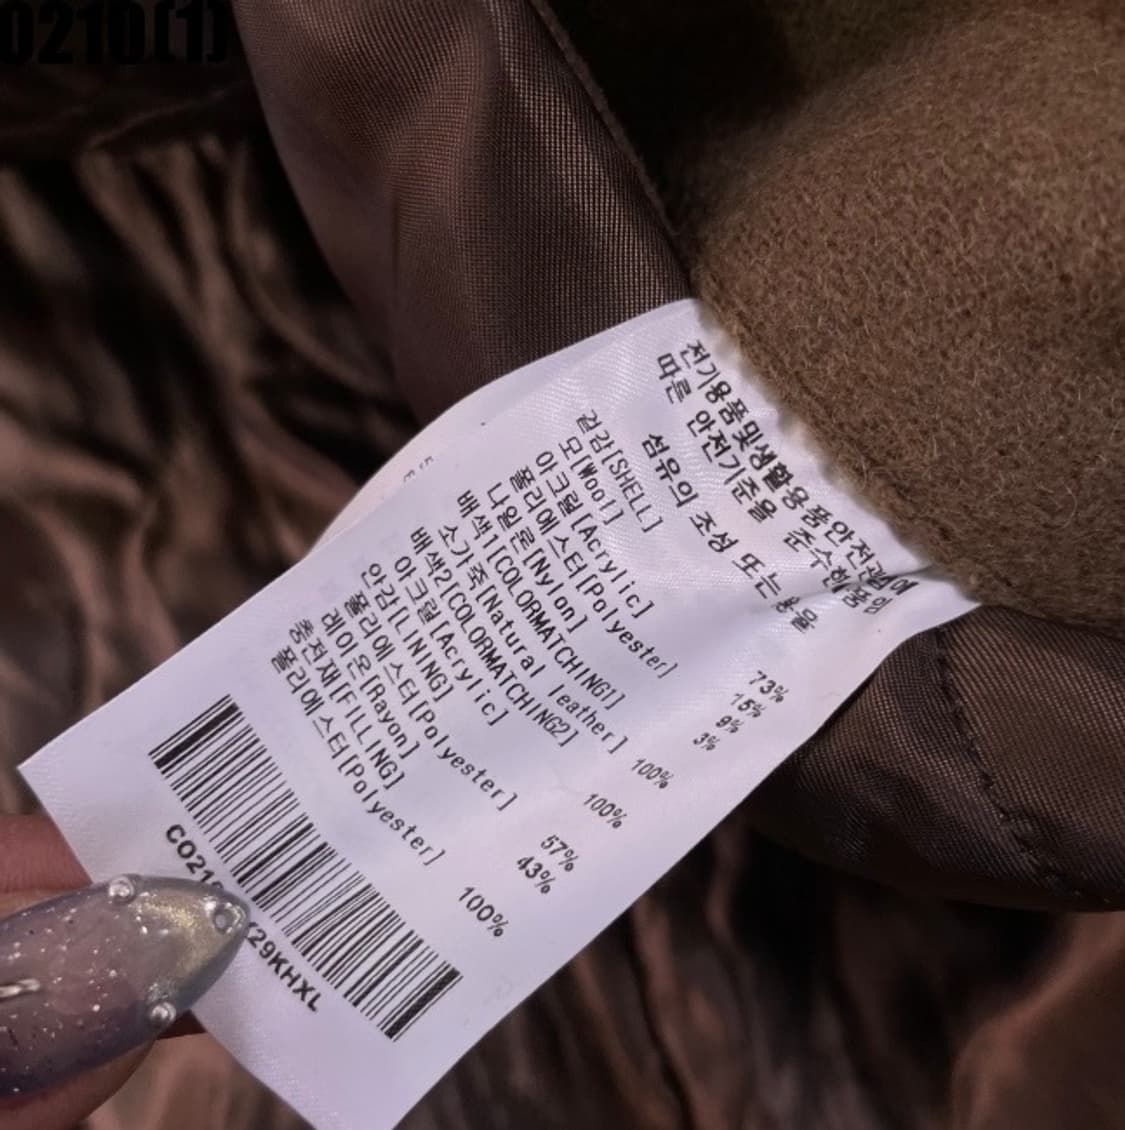 0210(1)
전기용품및생활용품안전관리법에
따른 안전기준을 준수한 품의
섬유의 조성 또는 혼용율
겉감[SHELL]
모[Wool] 73%
아크릴[Acrylic] 15%
폴리에스터[Polyester] 9%
나일론[Nylon] 3%
배색1[COLORMATCHING1]
소가죽[Natural leather] 100%
배색2[COLORMATCHING2]
아크릴[Acrylic] 100%
안감[LINING]
폴리에스터[Polyester] 57%
레이온[Rayon] 43%
충전재[FILLING]
폴리에스터[Polyester] 100%
CO210 K29KHXL